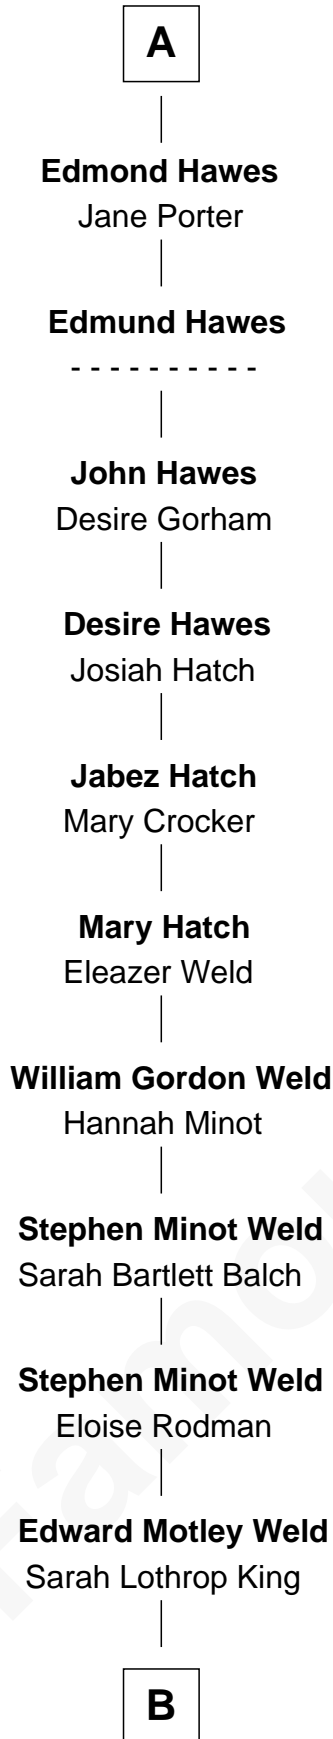 A
Edmond Hawes
Jane Porter
Edmund Hawes
- - - - - - - - - -
John Hawes
Desire Gorham
Desire Hawes
Josiah Hatch
Jabez Hatch
Mary Crocker
Mary Hatch
Eleazer Weld
William Gordon Weld
Hannah Minot
Stephen Minot Weld
Sarah Bartlett Balch
Stephen Minot Weld
Eloise Rodman
Edward Motley Weld
Sarah Lothrop King
B